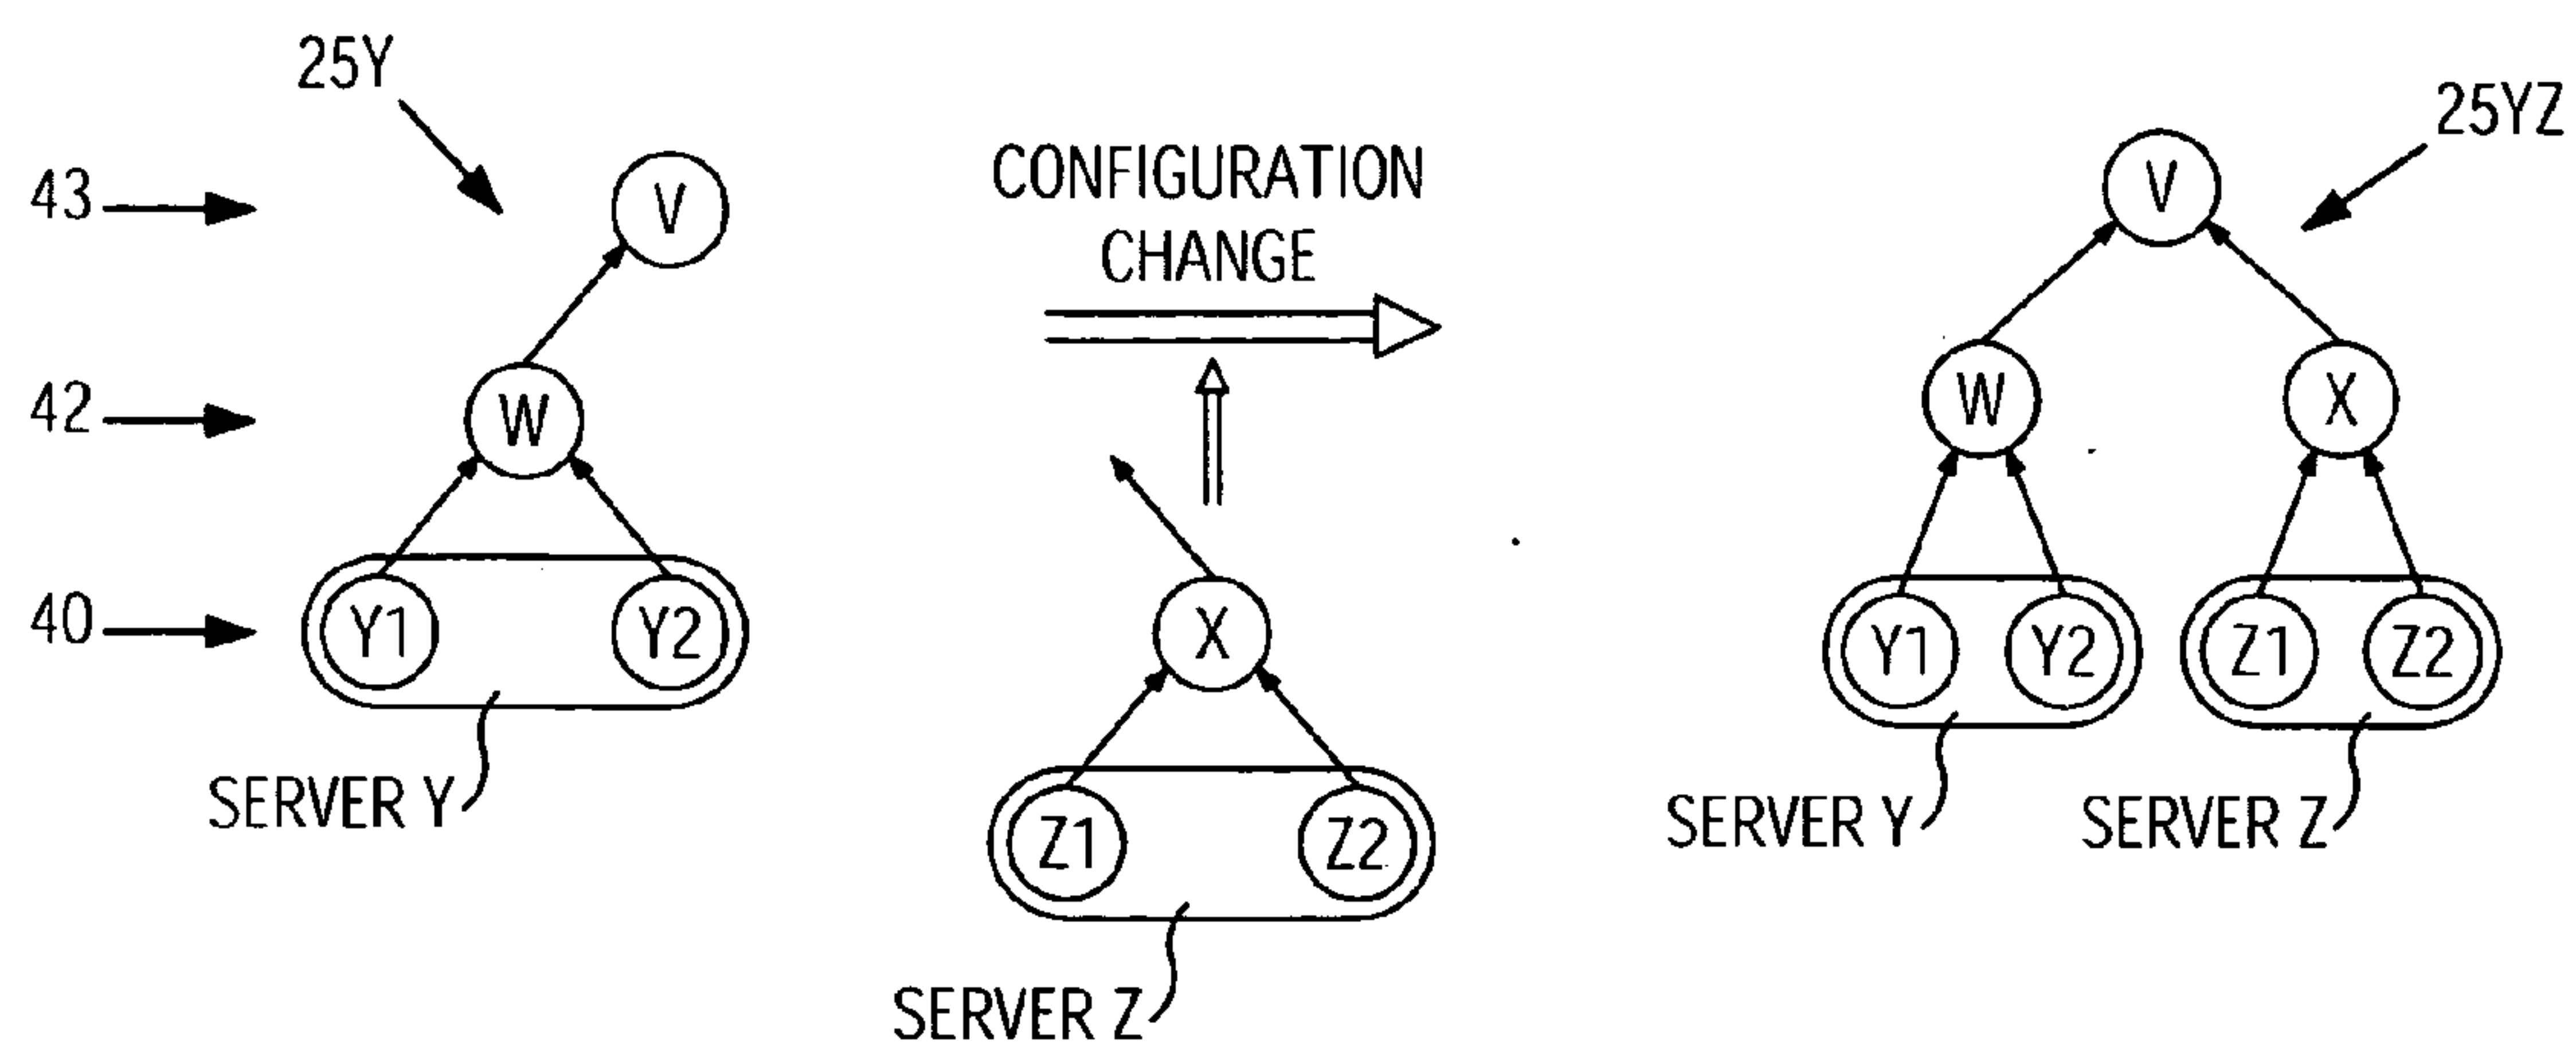 25Y
43
V
42
W
40
Y1
Y2
SERVER Y
CONFIGURATION
CHANGE
X
Z1
Z2
SERVER Z
25YZ
V
W
X
Y1
Y2
Z1
Z2
SERVER Y
SERVER Z